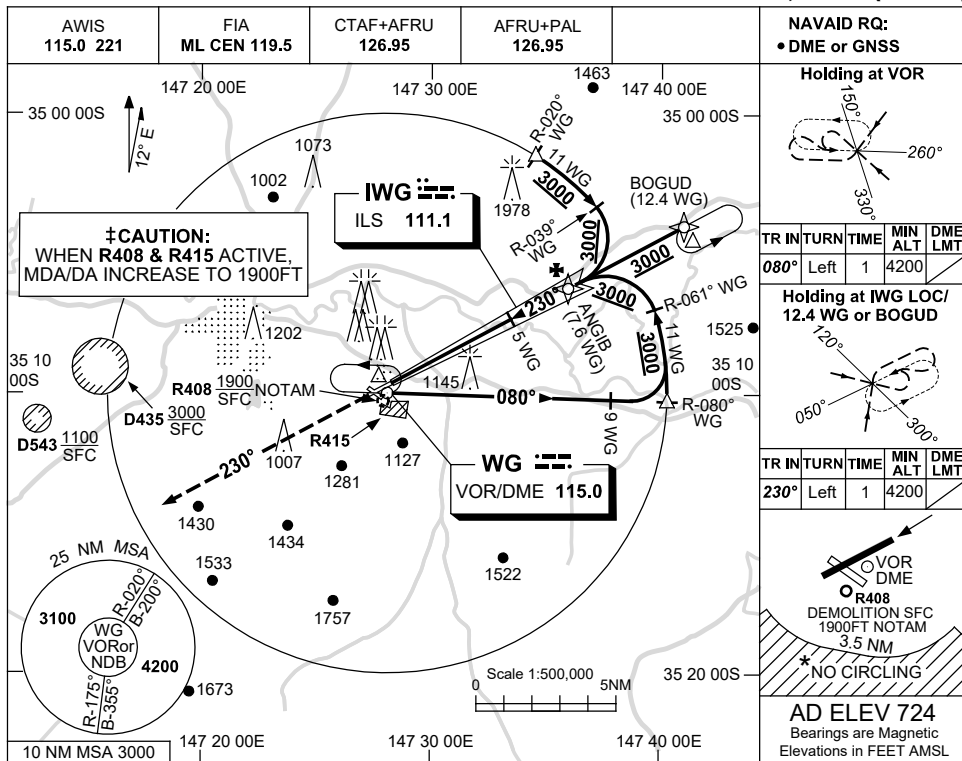 AWIS
115.0 221
FIA
ML CEN 119.5
CTAF+AFRU
126.95
AFRU+PAL
126.95
NAVAID RQ:
• DME or GNSS
147 20 00E
147 30 00E
147 40 00E
1463
35 00 00S
35 00 00S
12° E
1073
1002
1978
R-020°
WG
11 WG
3000
IWG
ILS 111.1
BOGUD
(12.4 WG)
R-039°
WG
3000
3000
3000
‡CAUTION:
WHEN R408 & R415 ACTIVE,
MDA/DA INCREASE TO 1900FT
230°
ANGIB
(7.6 WG)
R-061° WG
11 WG
3000
5 WG
1202
1525
35 10
00S
35 10
00S
1145
R408 1900 NOTAM
SFC
080°
R-080°
WG
9 WG
D435 3000
SFC
D543 1100
SFC
R415
1007
1127
1281
230°
WG
VOR/DME 115.0
1430
1434
1533
1522
1757
25 NM MSA
R-020°
B-200°
3100
WG
VORor
NDB
4200
R-175°
B-355°
1673
Scale 1:500,000
0
5NM
35 20 00S
10 NM MSA 3000
147 20 00E
147 30 00E
147 40 00E
Holding at VOR
150°
260°
330°
TR IN TURN TIME MIN ALT DME LMT
080° Left 1 4200
Holding at IWG LOC/
12.4 WG or BOGUD
120°
050°
300°
TR IN TURN TIME MIN ALT DME LMT
230° Left 1 4200
VOR
DME
R408
DEMOLITION SFC
1900FT NOTAM
3.5 NM
* NO CIRCLING
AD ELEV 724
Bearings are Magnetic
Elevations in FEET AMSL